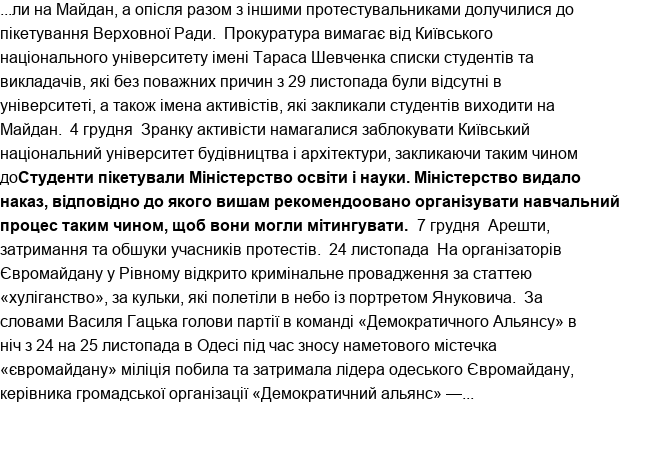 ...ли на Майдан, а опісля разом з іншими протестувальниками долучилися до
пікетування Верховної Ради.  Прокуратура вимагає від Київського
національного університету імені Тараса Шевченка списки студентів та
викладачів, які без поважних причин з 29 листопада були відсутні в
університеті, а також імена активістів, які закликали студентів виходити на
Майдан.  4 грудня  Зранку активісти намагалися заблокувати Київський
національний університет будівництва і архітектури, закликаючи таким чином
доСтуденти пікетували Міністерство освіти і науки. Міністерство видало
наказ, відповідно до якого вишам рекомендоовано організувати навчальний
процес таким чином, щоб вони могли мітингувати.  7 грудня  Арешти,
затримання та обшуки учасників протестів.  24 листопада  На організаторів
Євромайдану у Рівному відкрито кримінальне провадження за статтею
«хуліганство», за кульки, які полетіли в небо із портретом Януковича.  За
словами Василя Гацька голови партії в команді «Демократичного Альянсу» в
ніч з 24 на 25 листопада в Одесі під час зносу наметового містечка
«євромайдану» міліція побила та затримала лідера одеського Євромайдану,
керівника громадської організації «Демократичний альянс» —...